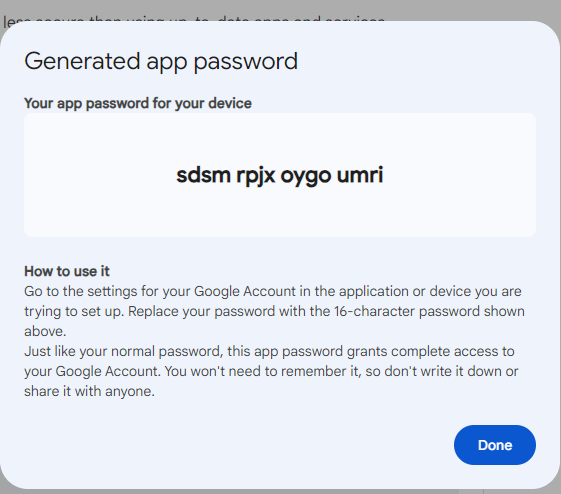 less secure than using up-to-date apps and services
Generated app password
Your app password for your device
sdsm rpjx oygo umri
How to use it
Go to the settings for your Google Account in the application or device you are
trying to set up. Replace your password with the 16-character password shown
above.
Just like your normal password, this app password grants complete access to
your Google Account. You won't need to remember it, so don't write it down or
share it with anyone.
Done